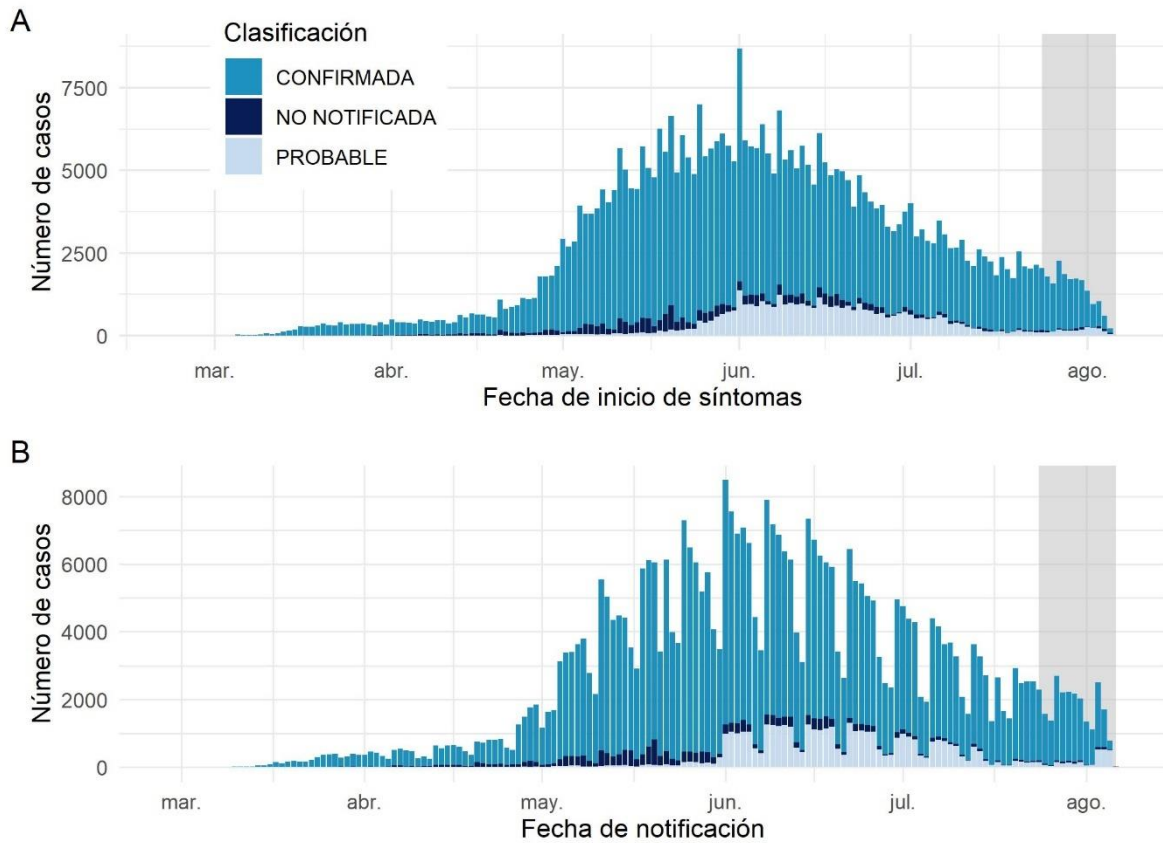 A
Clasificación
CONFIRMADA
NO NOTIFICADA
PROBABLE
Número de casos
7500
5000
2500
0
mar.
abr.
may.
jun.
jul.
ago.
Fecha de inicio de síntomas
B
Número de casos
8000
6000
4000
2000
0
mar.
abr.
may.
jun.
jul.
ago.
Fecha de notificación